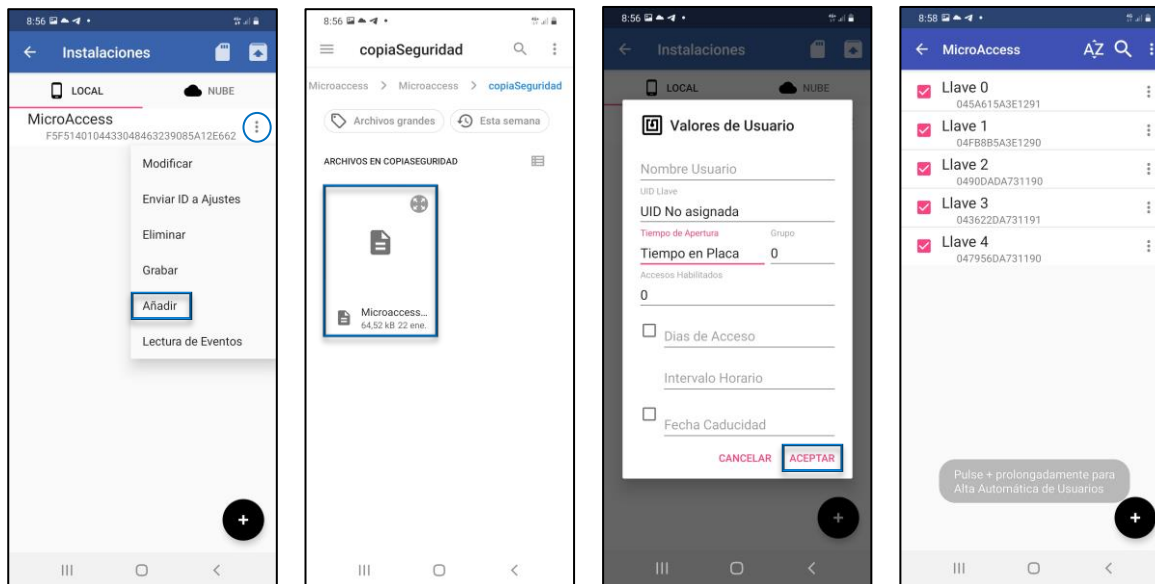 8:56
Instalaciones
LOCAL
NUBE
MicroAccess
F5F5140104433048463239085A12E662
Modificar
Enviar ID a Ajustes
Eliminar
Grabar
Añadir
Lectura de Eventos
+
8:56
copiaSeguridad
Microaccess > Microaccess > copiaSeguridad
Archivos grandes
Esta semana
ARCHIVOS EN COPIASEGURIDAD
Microaccess...
64,52 kB 22 ene.
8:56
Instalaciones
LOCAL
NUBE
Valores de Usuario
Nombre Usuario
UID Llave
UID No asignada
Tiempo de Apertura
Grupo
Tiempo en Placa
0
Accesos Habilitados
0
Dias de Acceso
Intervalo Horario
Fecha Caducidad
CANCELAR
ACEPTAR
+
8:58
MicroAccess
AZ
Llave 0
045A615A3E1291
Llave 1
04FB8B5A3E1290
Llave 2
0490DADA731190
Llave 3
043622DA731191
Llave 4
047956DA731190
Pulse + prolongadamente para
Alta Automática de Usuarios
+